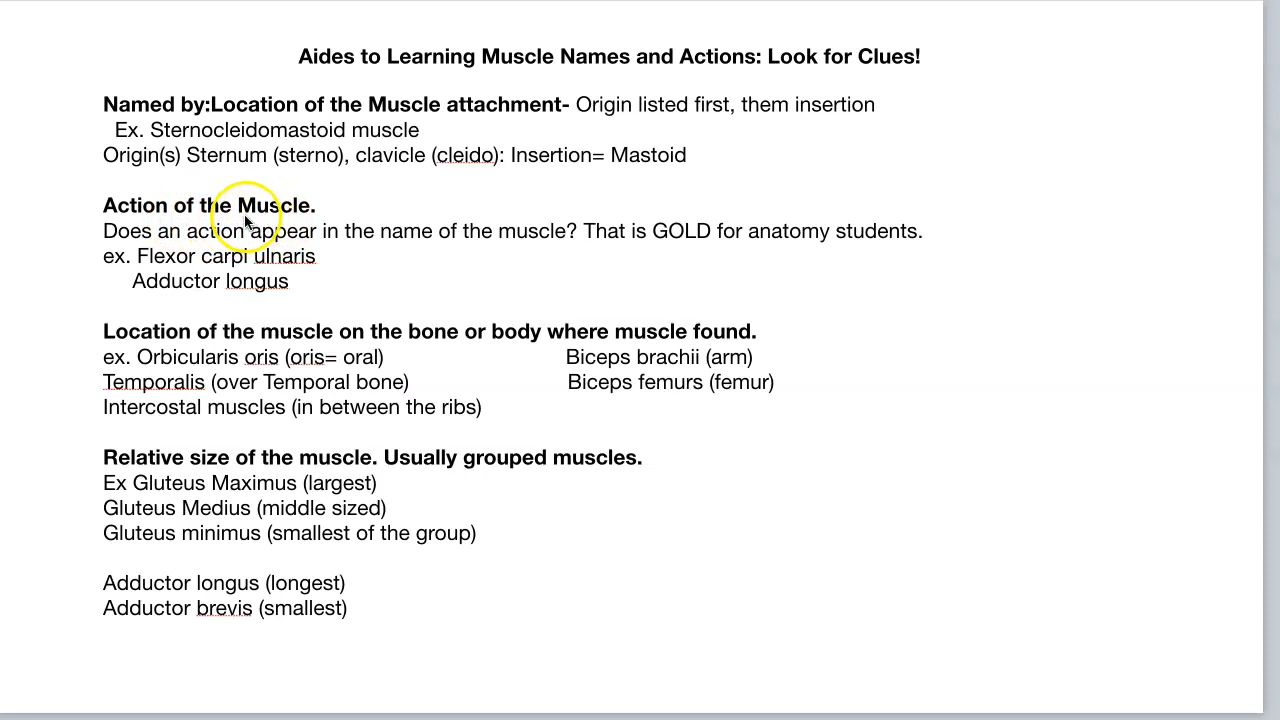 Aides to Learning Muscle Names and Actions: Look for Clues!
Named by:Location of the Muscle attachment- Origin listed first, them insertion
Ex. Sternocleidomastoid muscle
Origin(s) Sternum (sterno), clavicle (cleido): Insertion= Mastoid
Action of the Muscle.
Does an action appear in the name of the muscle? That is GOLD for anatomy students.
ex. Flexor carpi ulnaris
Adductor longus
Location of the muscle on the bone or body where muscle found.
ex. Orbicularis oris (oris= oral) Biceps brachii (arm)
Temporalis (over Temporal bone) Biceps femurs (femur)
Intercostal muscles (in between the ribs)
Relative size of the muscle. Usually grouped muscles.
Ex Gluteus Maximus (largest)
Gluteus Medius (middle sized)
Gluteus minimus (smallest of the group)
Adductor longus (longest)
Adductor brevis (smallest)